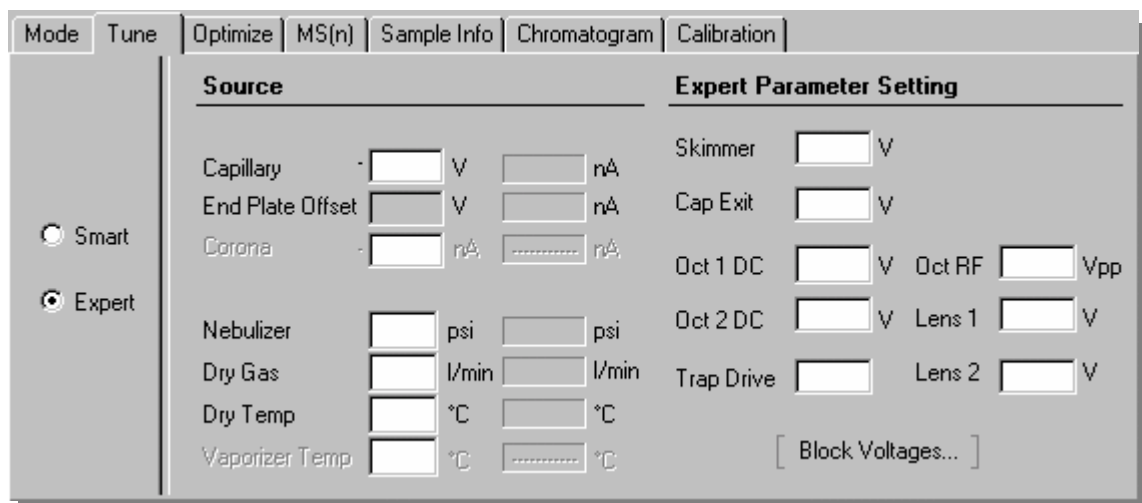 Mode Tune Optimize MS(n) Sample Info Chromatogram Calibration
Source
Capillary - V nA
End Plate Offset V nA
Corona - nA ----------- nA
Nebulizer psi psi
Dry Gas l/min l/min
Dry Temp °C °C
Vaporizer Temp °C ----------- °C
Smart
Expert
Expert Parameter Setting
Skimmer V
Cap Exit V
Oct 1 DC V Oct RF Vpp
Oct 2 DC V Lens 1 V
Trap Drive Lens 2 V
[ Block Voltages... ]